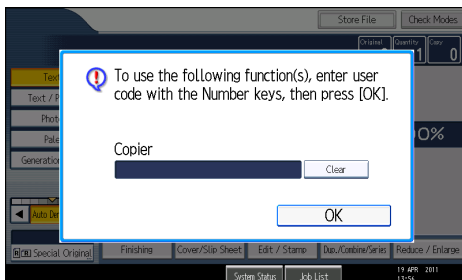 Store File
Check Modes
Original
Quantity
Copy
1
0
To use the following function(s), enter user
code with the Number keys, then press [OK].
Text
Text / P
Phot
Pale
Generation
0%
Copier
Clear
OK
Auto Den
Special Original
Finishing
Cover/Slip Sheet
Edit / Stamp
Dup./Combine/Series
Reduce / Enlarge
System Status
Job List
19 APR 2011
13:56